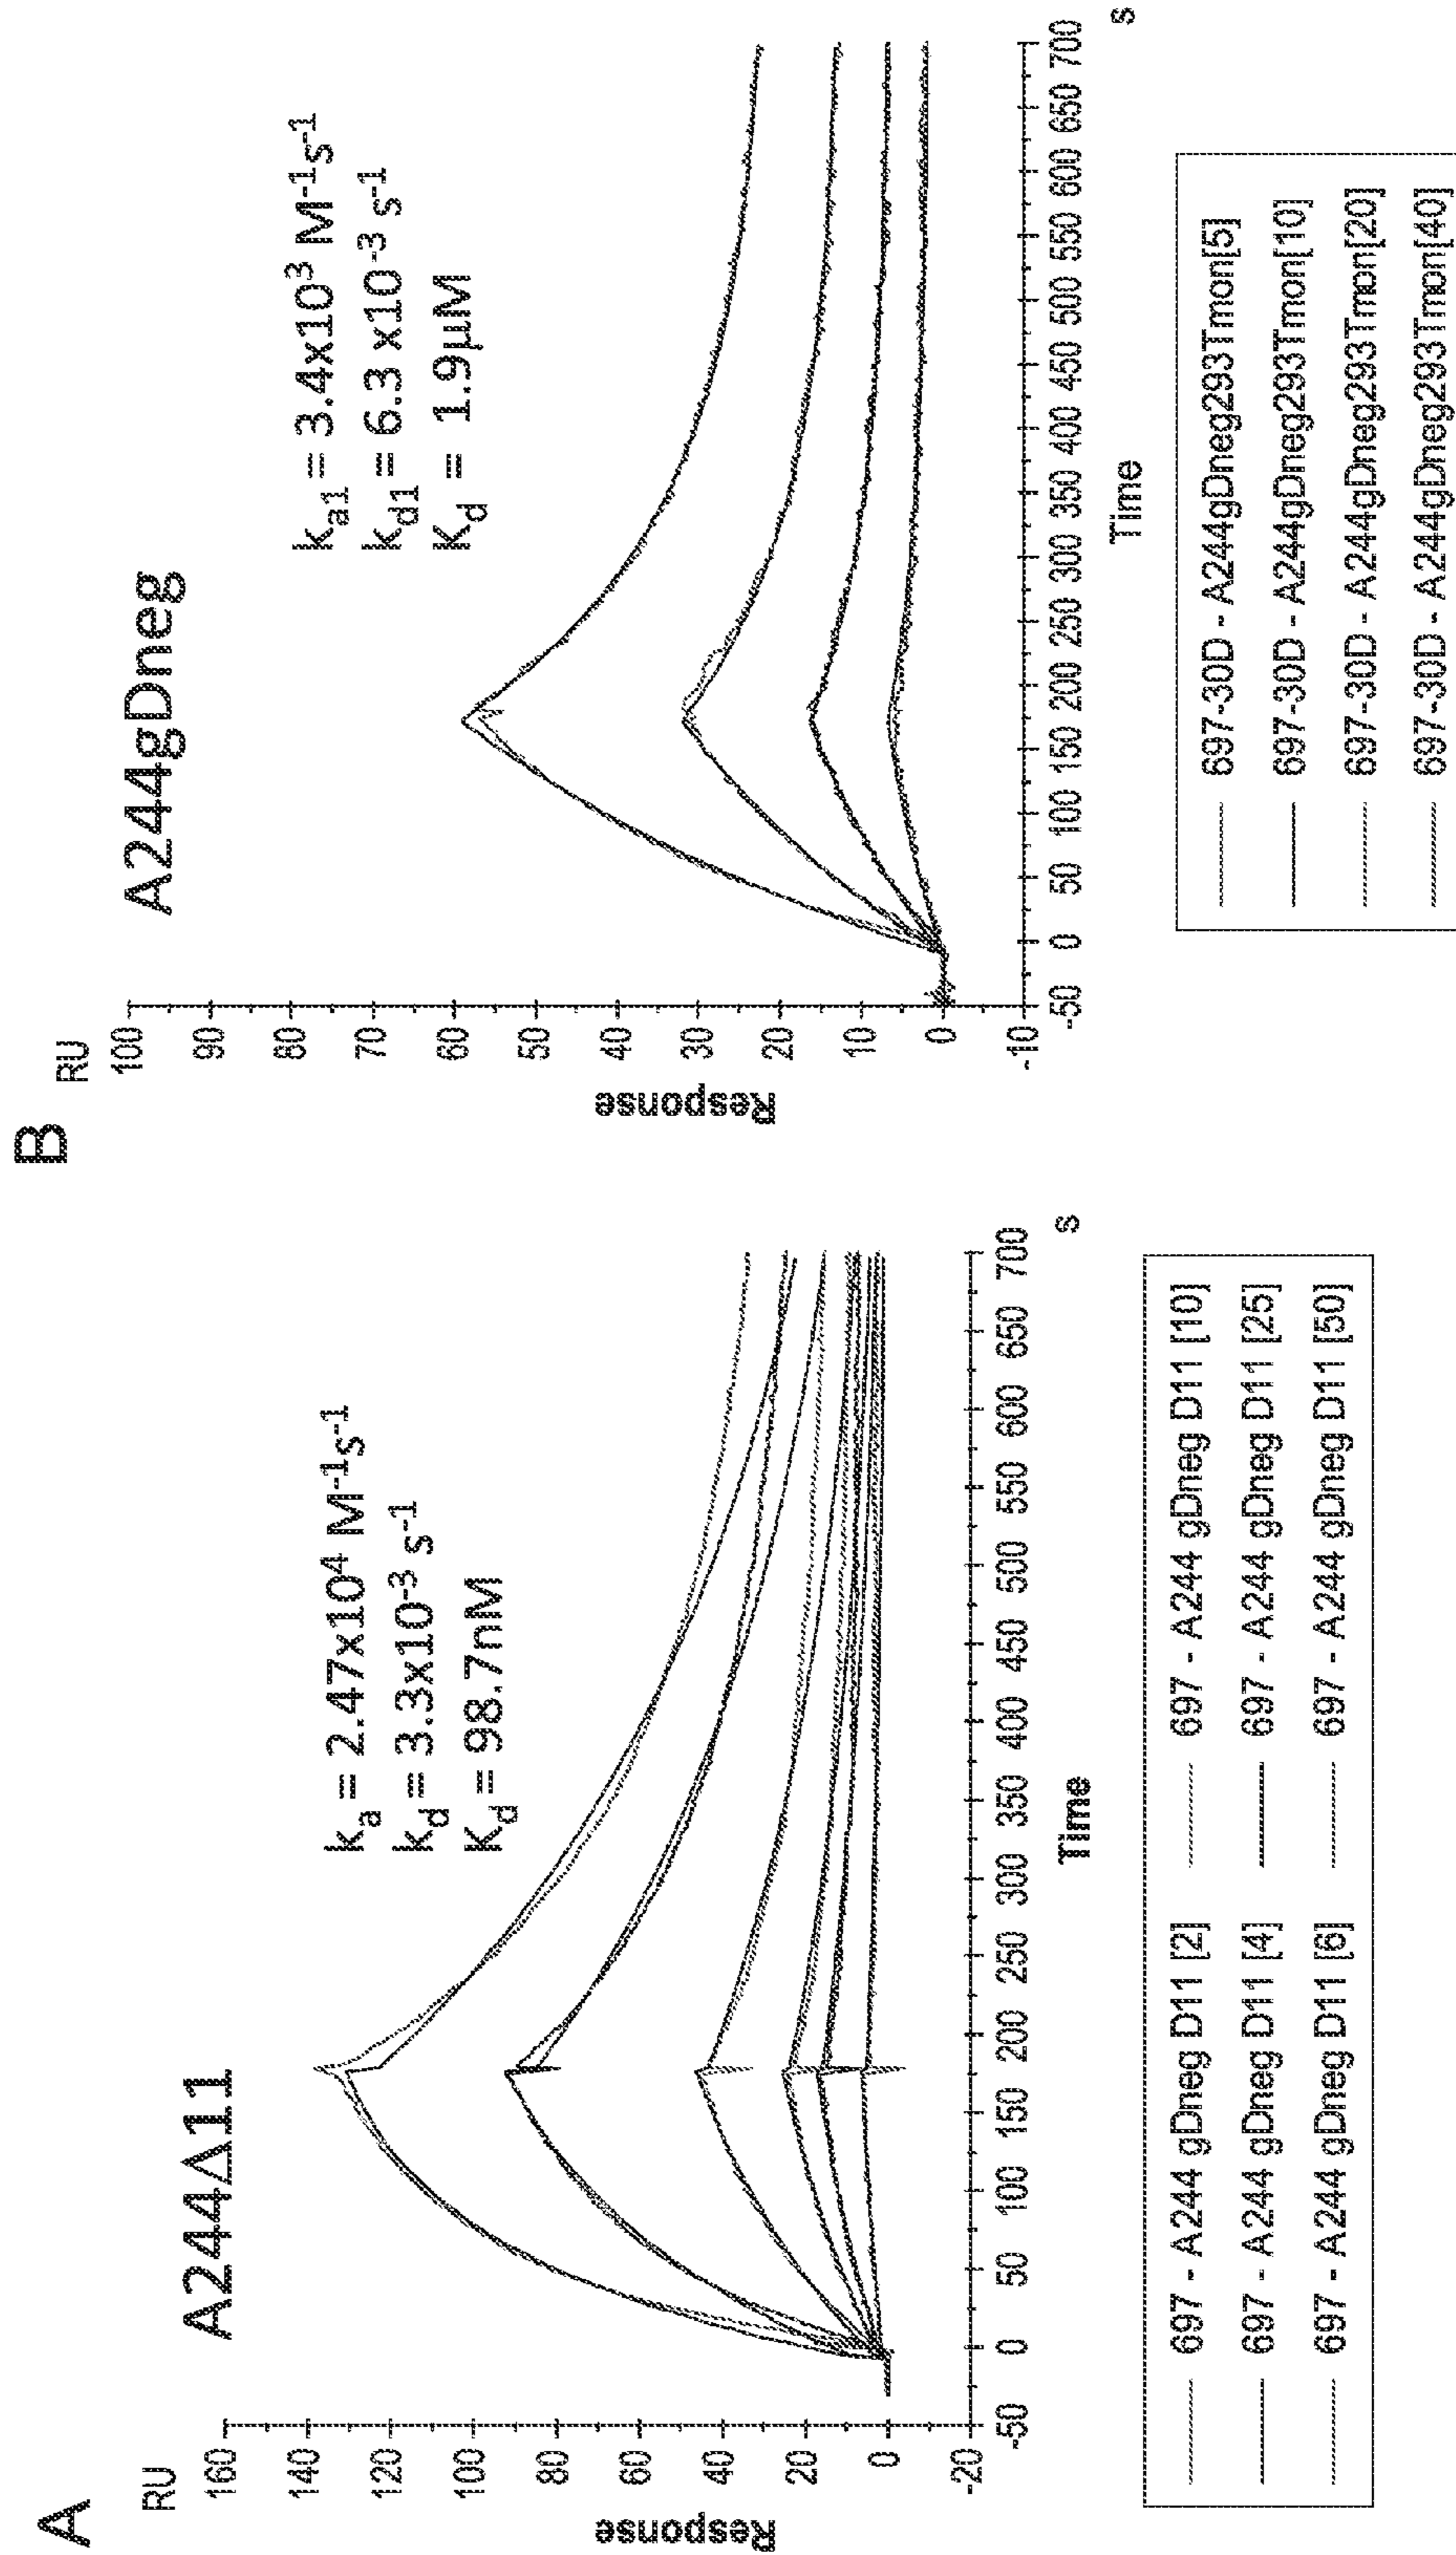 A
A244Δ11
RU
160
140
120
100
80
60
40
20
0
-20
Response
kₐ = 2.47x10⁴ M⁻¹s⁻¹
k_d = 3.3x10⁻³ s⁻¹
K_d = 98.7nM
-50 0 50 100 150 200 250 300 350 400 450 500 550 600 650 700
Time
s
697 - A244 gDneg D11 [2]
697 - A244 gDneg D11 [4]
697 - A244 gDneg D11 [6]
697 - A244 gDneg D11 [10]
697 - A244 gDneg D11 [25]
697 - A244 gDneg D11 [50]
B
A244gDneg
RU
100
90
80
70
60
50
40
30
20
10
0
-10
Response
kₐ₁ = 3.4x10³ M⁻¹s⁻¹
k_d1 = 6.3 x10⁻³ s⁻¹
K_d = 1.9µM
-50 0 50 100 150 200 250 300 350 400 450 500 550 600 650 700
Time
s
697-30D - A244gDneg293Tmon[5]
697-30D - A244gDneg293Tmon[10]
697-30D - A244gDneg293Tmon[20]
697-30D - A244gDneg293Tmon[40]